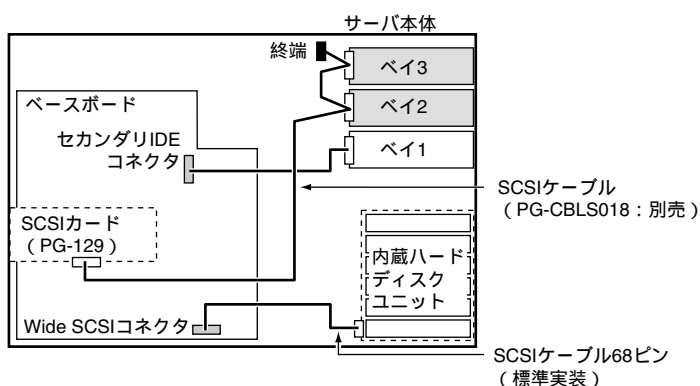 サーバ本体
終端
ベイ3
ベイ2
ベイ1
ベースボード
セカンダリIDE
コネクタ
SCSIケーブル
(PG-CBLS018:別売)
SCSIカード
(PG-129)
内蔵ハード
ディスク
ユニット
Wide SCSIコネクタ
SCSIケーブル68ピン
(標準実装)